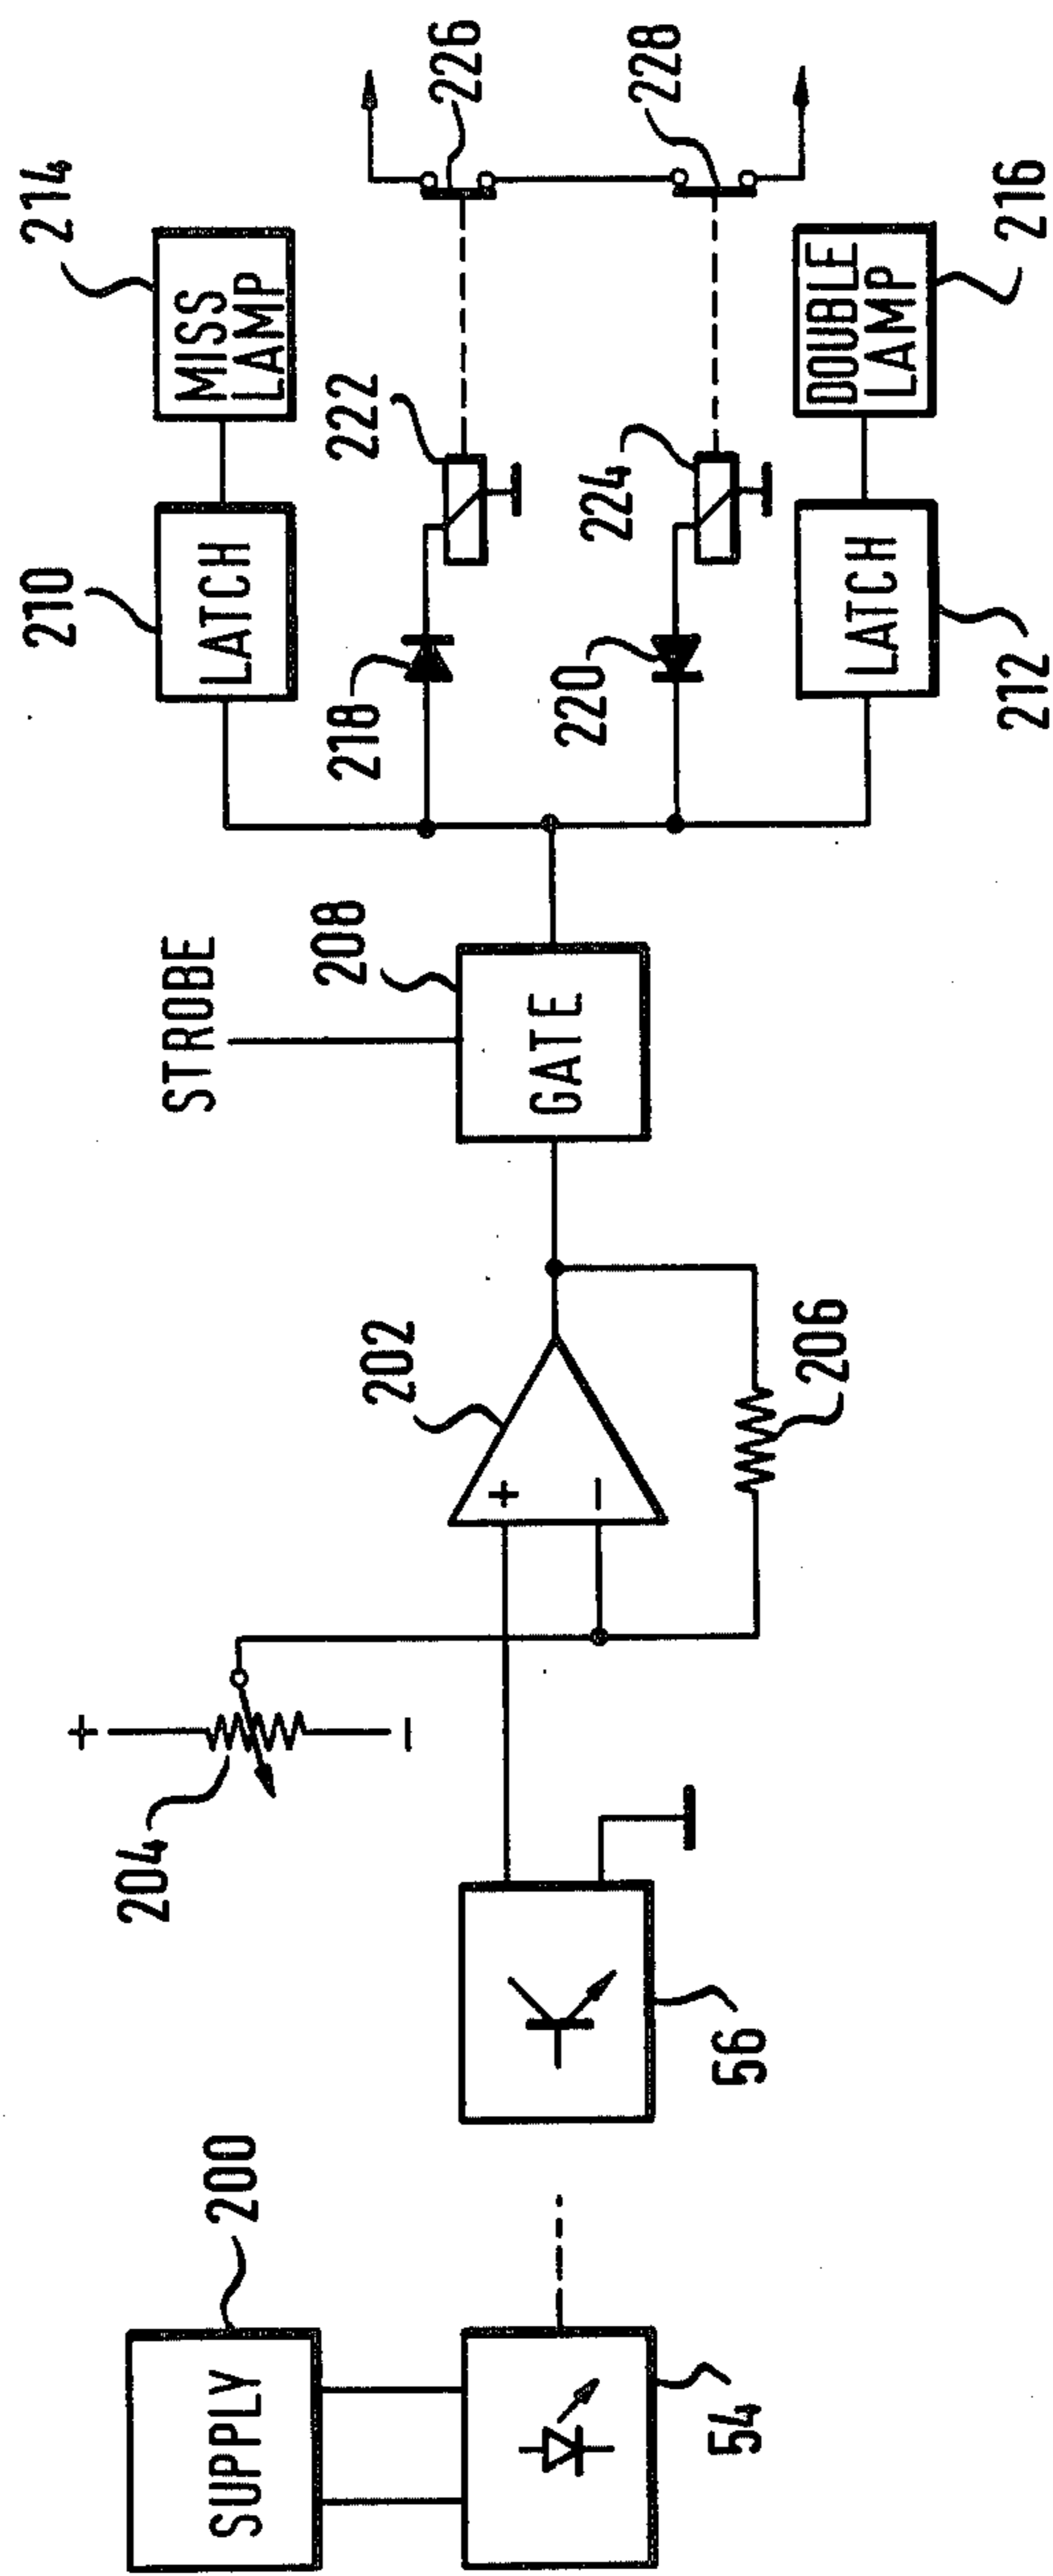 SUPPLY
200
54
56
204
+
−
+
−
202
206
STROBE
208
GATE
210
LATCH
214
MISS
LAMP
218
222
226
220
224
228
212
LATCH
216
DOUBLE
LAMP